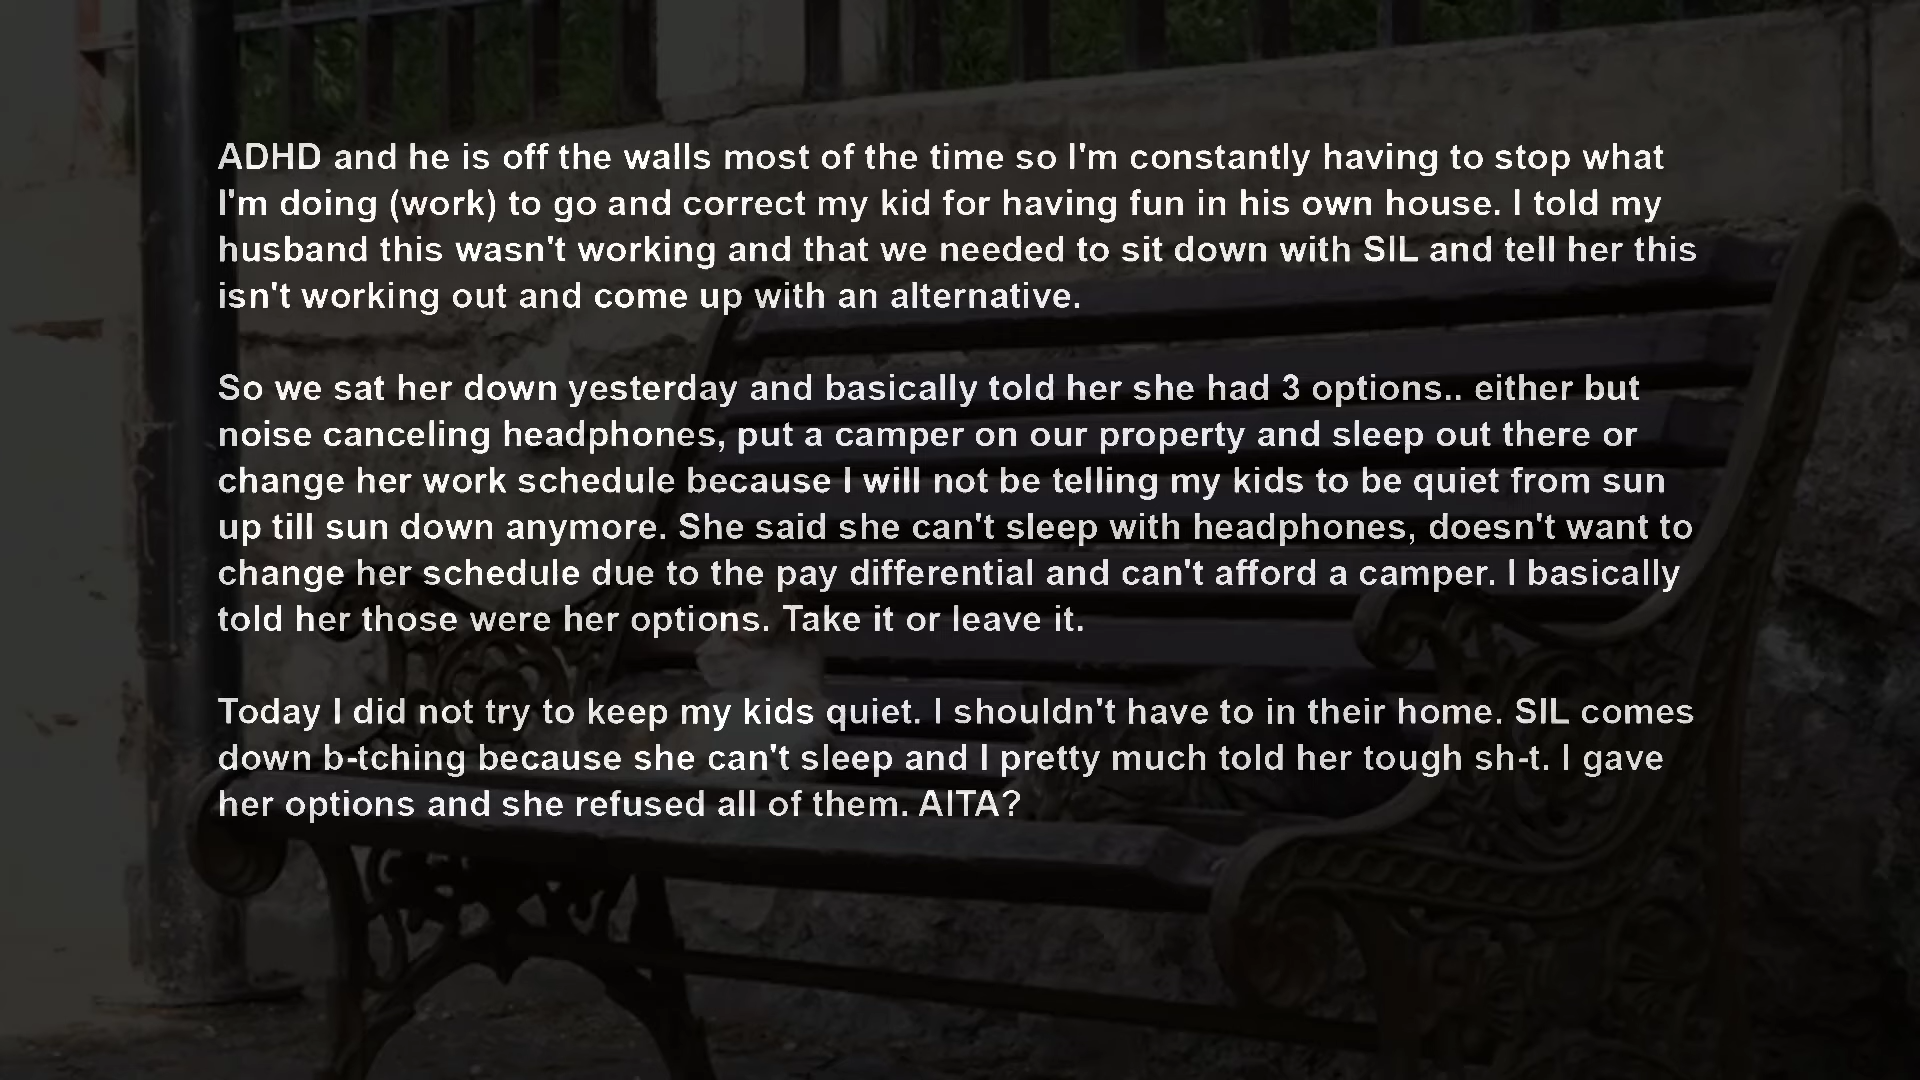 ADHD and he is off the walls most of the time so I'm constantly having to stop what
I'm doing (work) to go and correct my kid for having fun in his own house. I told my
husband this wasn't working and that we needed to sit down with SIL and tell her this
isn't working out and come up with an alternative.
So we sat her down yesterday and basically told her she had 3 options.. either but
noise canceling headphones, put a camper on our property and sleep out there or
change her work schedule because I will not be telling my kids to be quiet from sun
up till sun down anymore. She said she can't sleep with headphones, doesn't want to
change her schedule due to the pay differential and can't afford a camper. I basically
told her those were her options. Take it or leave it.
Today I did not try to keep my kids quiet. I shouldn't have to in their home. SIL comes
down b-tching because she can't sleep and I pretty much told her tough sh-t. I gave
her options and she refused all of them. AITA?